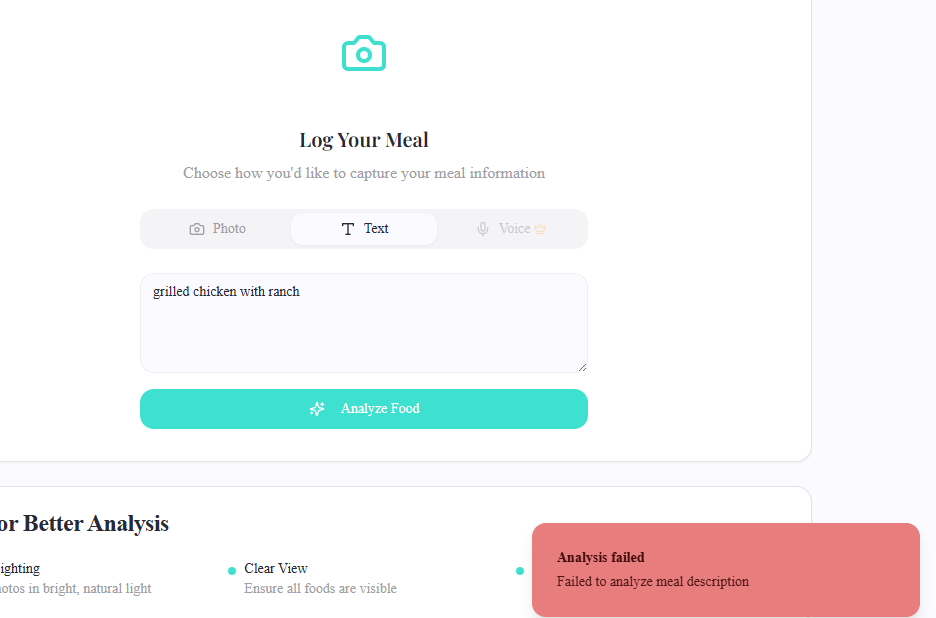 Log Your Meal
Choose how you'd like to capture your meal information
Photo
Text
Voice
grilled chicken with ranch
Analyze Food
or Better Analysis
ighting
otos in bright, natural light
Clear View
Ensure all foods are visible
Analysis failed
Failed to analyze meal description